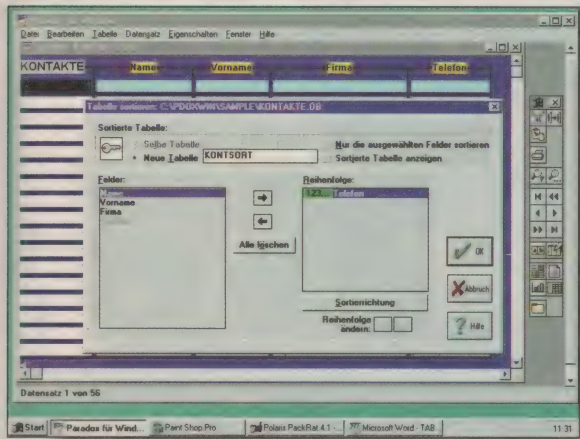 Datei Bearbeiten Tabelle Datensatz Eigenschaften Fenster Hilfe
KONTAKTE Name Vorname Firma Telefon
Tabelle sortieren: C:\PDOXWIN\SAMPLE\KONTAKTE.DB
Sortierte Tabelle:
Selbe Tabelle
Neue Tabelle KONTSORT
Nur die ausgewählten Felder sortieren
Sortierte Tabelle anzeigen
Felder:
Name
Vorname
Firma
Alle löschen
Reihenfolge:
123... Telefon
Sortierrichtung
Reihenfolge
ändern:
OK
Abbruch
Hilfe
Datensatz 1 von 56
Start Paradox für Wind... Paint Shop Pro Polaris PackRat 4.1 - ... Microsoft Word - TAB...
11:31